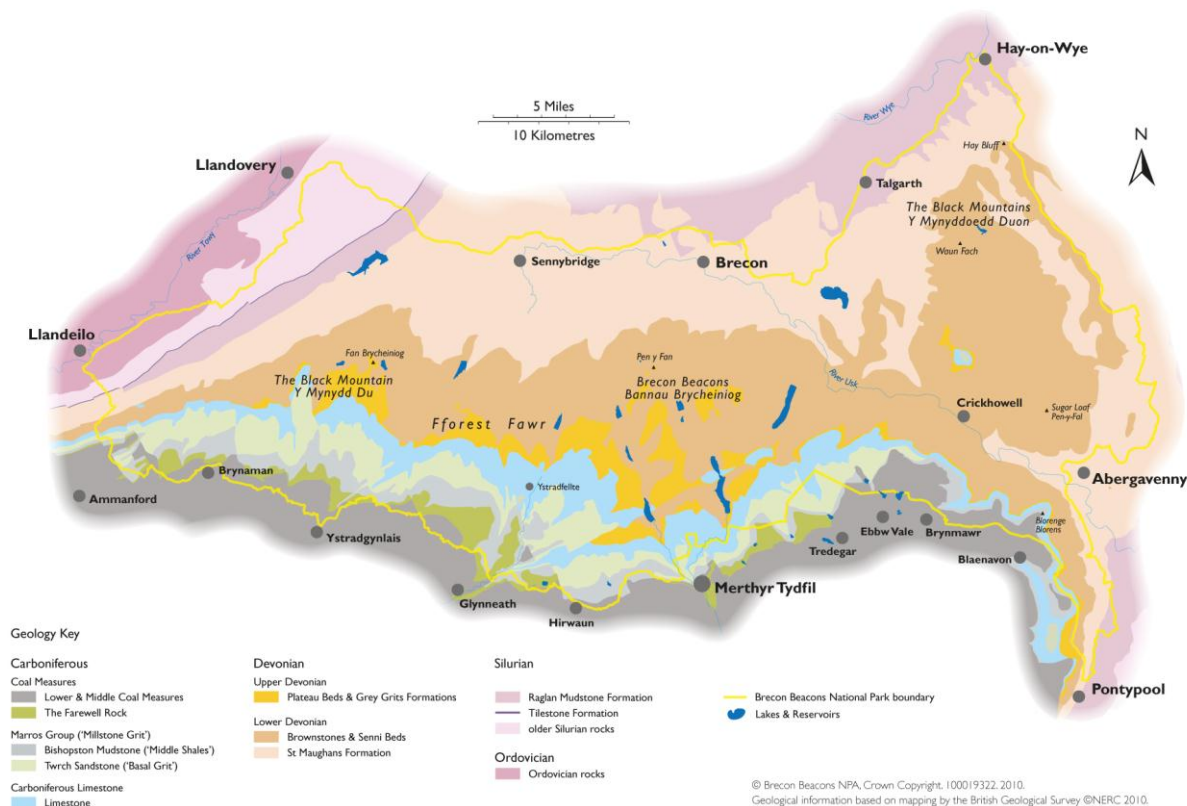 Hay-on-Wye
5 Miles
10 Kilometres
River Wye
N
Hay Bluff
Llandovery
Talgarth
The Black Mountains
Y Mynyddoedd Duon
River Towy
Waun Fach
Sennybridge
Brecon
Llandeilo
Fan Brycheiniog
Pen y Fan
The Black Mountain
Y Mynydd Du
Brecon Beacons
Bannau Brycheiniog
River Usk
Fforest Fawr
Crickhowell
Sugar Loaf
Pen-y-Fal
Brynaman
Abergavenny
Ammanford
Ystradfellte
Blorenge
Blorens
Ystradgynlais
Ebbw Vale
Brynmawr
Tredegar
Blaenavon
Glynneath
Merthyr Tydfil
Hirwaun
Pontypool
Geology Key
Carboniferous
Coal Measures
Lower & Middle Coal Measures
The Farewell Rock
Marros Group ('Millstone Grit')
Bishopston Mudstone ('Middle Shales')
Twrch Sandstone ('Basal Grit')
Carboniferous Limestone
Limestone
Devonian
Upper Devonian
Plateau Beds & Grey Grits Formations
Lower Devonian
Brownstones & Senni Beds
St Maughans Formation
Silurian
Raglan Mudstone Formation
Tilestone Formation
older Silurian rocks
Ordovician
Ordovician rocks
Brecon Beacons National Park boundary
Lakes & Reservoirs
© Brecon Beacons NPA, Crown Copyright. 100019322. 2010.
Geological information based on mapping by the British Geological Survey ©NERC 2010.